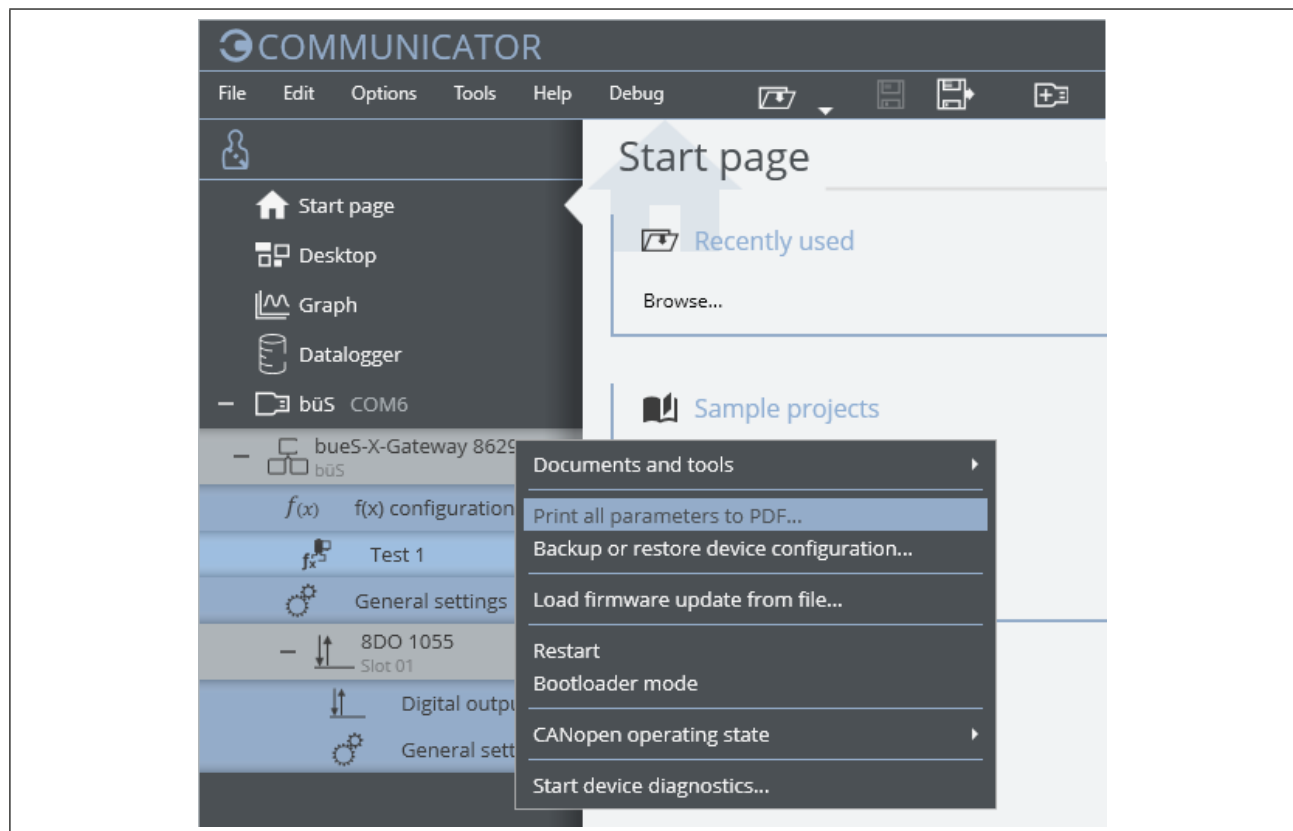 COMMUNICATOR
File Edit Options Tools Help Debug
Start page
Start page
Desktop
Graph
Datalogger
büS COM6
bueS-X-Gateway 8629
büS
f(x) f(x) configuration
fx Test 1
General settings
8DO 1055
Slot 01
Digital outpu
General sett
Recently used
Browse...
Sample projects
Documents and tools
Print all parameters to PDF...
Backup or restore device configuration...
Load firmware update from file...
Restart
Bootloader mode
CANopen operating state
Start device diagnostics...